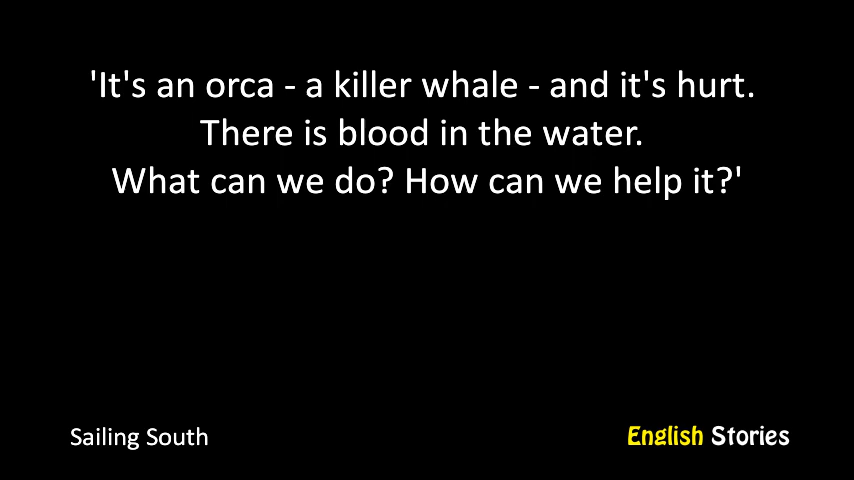 'It's an orca - a killer whale - and it's hurt.
There is blood in the water.
What can we do? How can we help it?'
Sailing South
English Stories